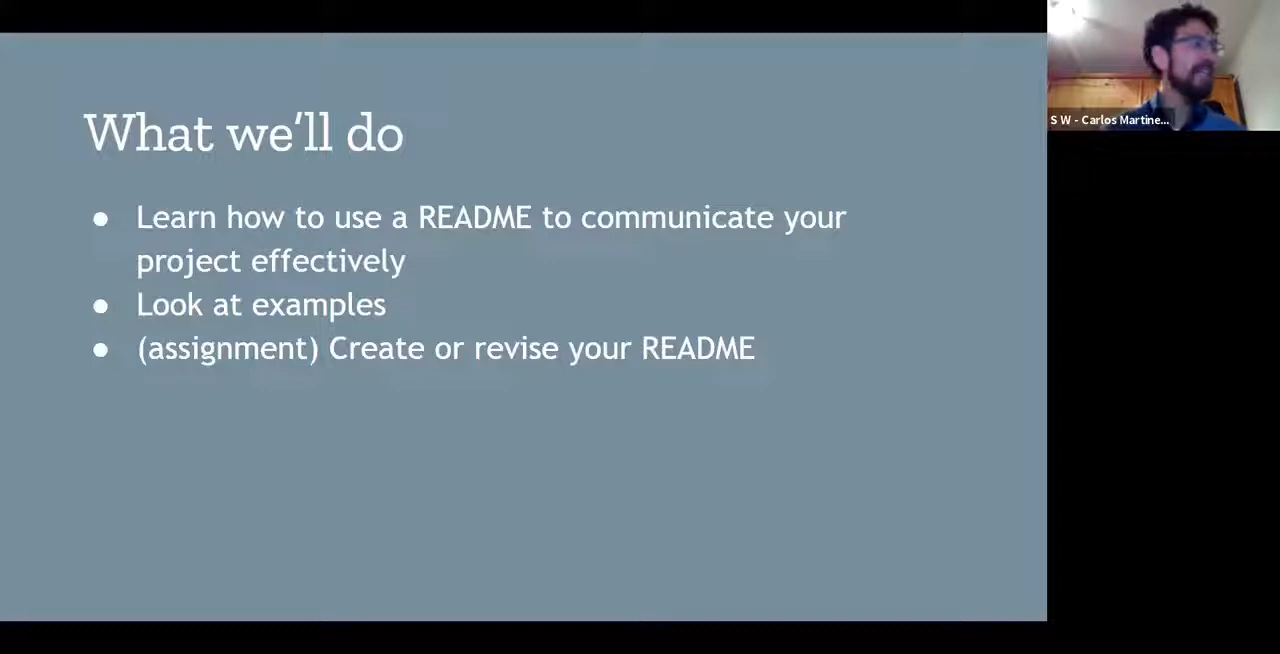 What we'll do
● Learn how to use a README to communicate your
project effectively
● Look at examples
● (assignment) Create or revise your README
S W - Carlos Martine...